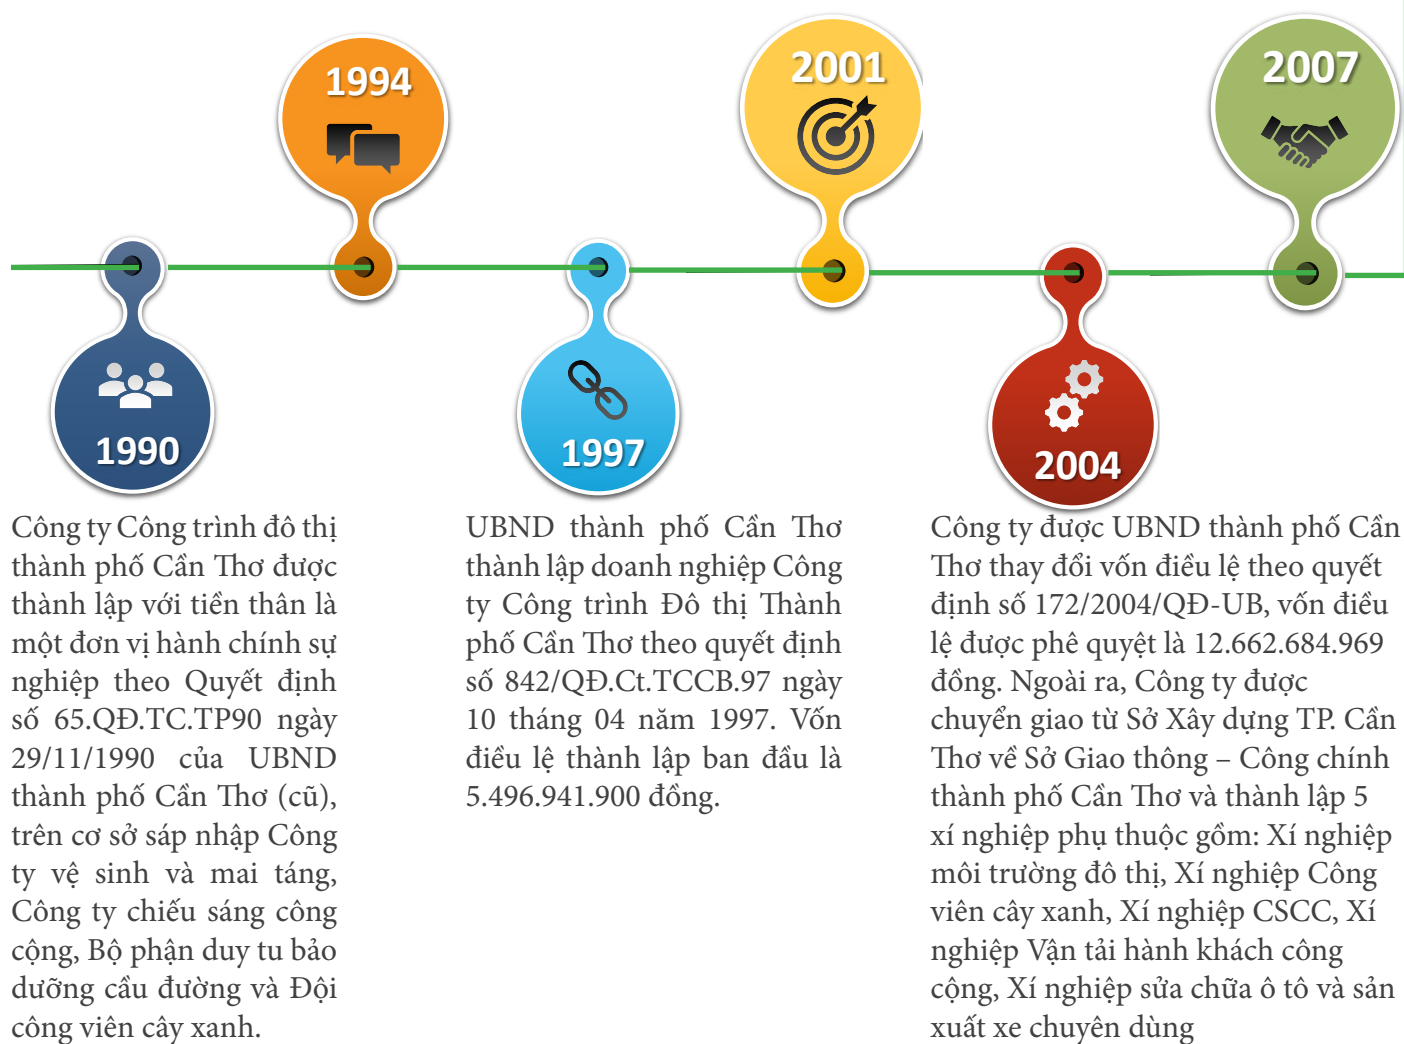 1994
2001
2007
1990
1997
2004
Công ty Công trình đô thị
thành phố Cần Thơ được
thành lập với tiền thân là
một đơn vị hành chính sự
nghiệp theo Quyết định
số 65.QĐ.TC.TP90 ngày
29/11/1990 của UBND
thành phố Cần Thơ (cũ),
trên cơ sở sáp nhập Công
ty vệ sinh và mai táng,
Công ty chiếu sáng công
cộng, Bộ phận duy tu bảo
dưỡng cầu đường và Đội
công viên cây xanh.
UBND thành phố Cần Thơ
thành lập doanh nghiệp Công
ty Công trình Đô thị Thành
phố Cần Thơ theo quyết định
số 842/QĐ.Ct.TCCB.97 ngày
10 tháng 04 năm 1997. Vốn
điều lệ thành lập ban đầu là
5.496.941.900 đồng.
Công ty được UBND thành phố Cần
Thơ thay đổi vốn điều lệ theo quyết
định số 172/2004/QĐ-UB, vốn điều
lệ được phê quyệt là 12.662.684.969
đồng. Ngoài ra, Công ty được
chuyển giao từ Sở Xây dựng TP. Cần
Thơ về Sở Giao thông – Công chính
thành phố Cần Thơ và thành lập 5
xí nghiệp phụ thuộc gồm: Xí nghiệp
môi trường đô thị, Xí nghiệp Công
viên cây xanh, Xí nghiệp CSCC, Xí
nghiệp Vận tải hành khách công
cộng, Xí nghiệp sửa chữa ô tô và sản
xuất xe chuyên dùng